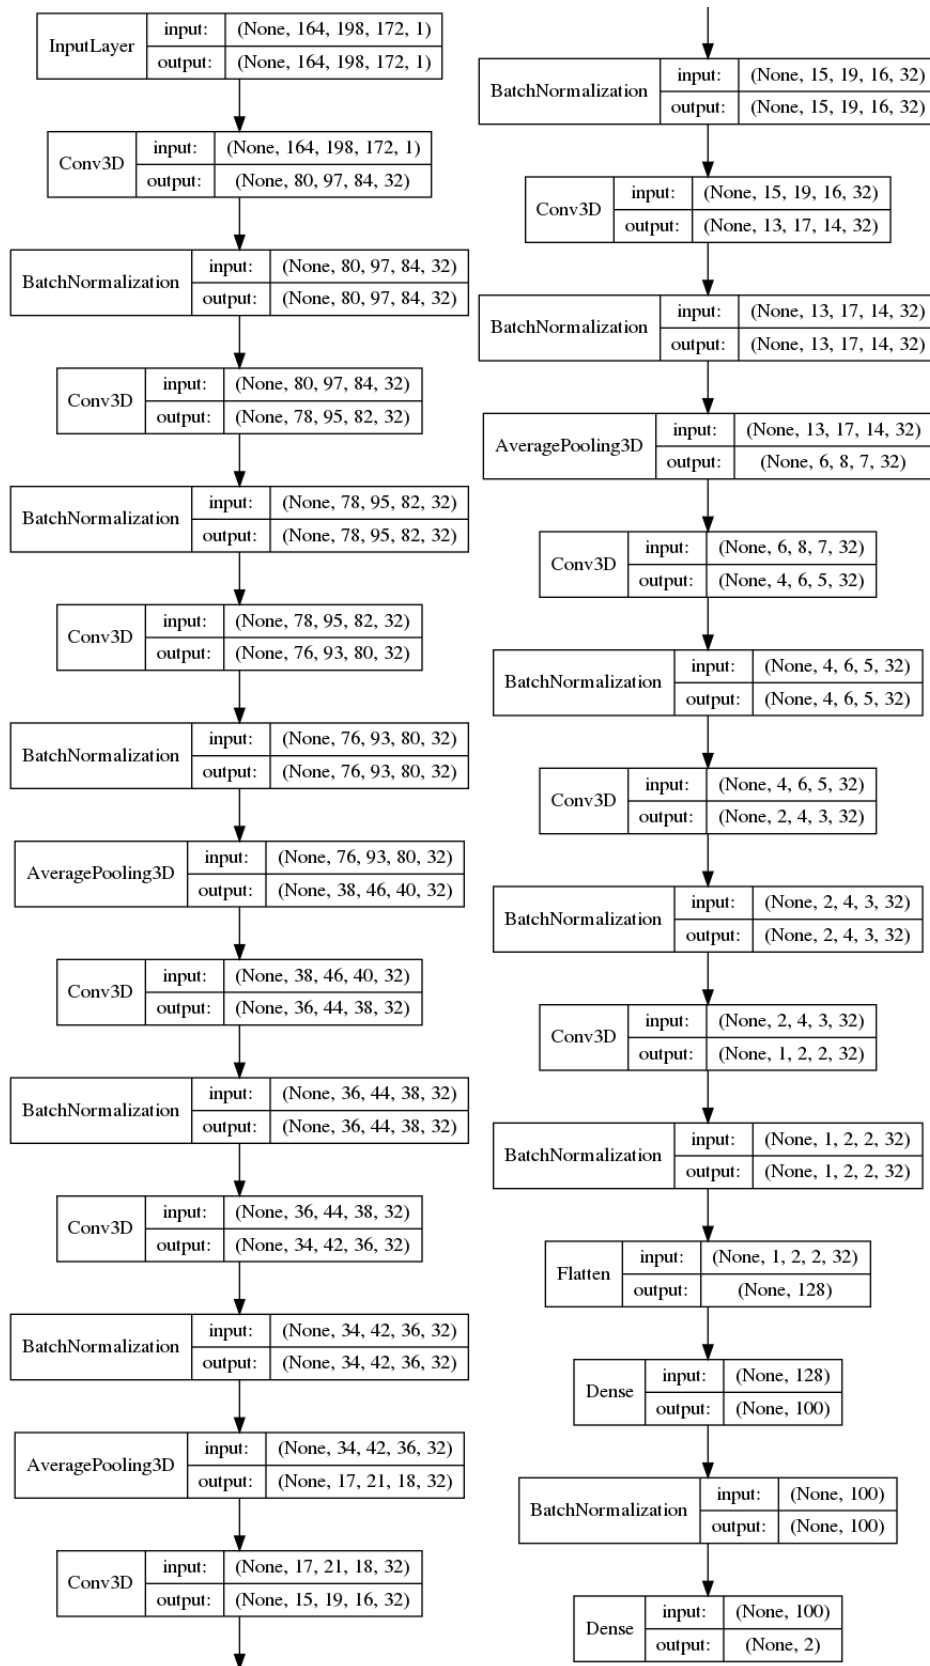 InputLayer
input: (None, 164, 198, 172, 1)
output: (None, 164, 198, 172, 1)
Conv3D
input: (None, 164, 198, 172, 1)
output: (None, 80, 97, 84, 32)
BatchNormalization
input: (None, 80, 97, 84, 32)
output: (None, 80, 97, 84, 32)
Conv3D
input: (None, 80, 97, 84, 32)
output: (None, 78, 95, 82, 32)
BatchNormalization
input: (None, 78, 95, 82, 32)
output: (None, 78, 95, 82, 32)
Conv3D
input: (None, 78, 95, 82, 32)
output: (None, 76, 93, 80, 32)
BatchNormalization
input: (None, 76, 93, 80, 32)
output: (None, 76, 93, 80, 32)
AveragePooling3D
input: (None, 76, 93, 80, 32)
output: (None, 38, 46, 40, 32)
Conv3D
input: (None, 38, 46, 40, 32)
output: (None, 36, 44, 38, 32)
BatchNormalization
input: (None, 36, 44, 38, 32)
output: (None, 36, 44, 38, 32)
Conv3D
input: (None, 36, 44, 38, 32)
output: (None, 34, 42, 36, 32)
BatchNormalization
input: (None, 34, 42, 36, 32)
output: (None, 34, 42, 36, 32)
AveragePooling3D
input: (None, 34, 42, 36, 32)
output: (None, 17, 21, 18, 32)
Conv3D
input: (None, 17, 21, 18, 32)
output: (None, 15, 19, 16, 32)
BatchNormalization
input: (None, 15, 19, 16, 32)
output: (None, 15, 19, 16, 32)
Conv3D
input: (None, 15, 19, 16, 32)
output: (None, 13, 17, 14, 32)
BatchNormalization
input: (None, 13, 17, 14, 32)
output: (None, 13, 17, 14, 32)
AveragePooling3D
input: (None, 13, 17, 14, 32)
output: (None, 6, 8, 7, 32)
Conv3D
input: (None, 6, 8, 7, 32)
output: (None, 4, 6, 5, 32)
BatchNormalization
input: (None, 4, 6, 5, 32)
output: (None, 4, 6, 5, 32)
Conv3D
input: (None, 4, 6, 5, 32)
output: (None, 2, 4, 3, 32)
BatchNormalization
input: (None, 2, 4, 3, 32)
output: (None, 2, 4, 3, 32)
Conv3D
input: (None, 2, 4, 3, 32)
output: (None, 1, 2, 2, 32)
BatchNormalization
input: (None, 1, 2, 2, 32)
output: (None, 1, 2, 2, 32)
Flatten
input: (None, 1, 2, 2, 32)
output: (None, 128)
Dense
input: (None, 128)
output: (None, 100)
BatchNormalization
input: (None, 100)
output: (None, 100)
Dense
input: (None, 100)
output: (None, 2)